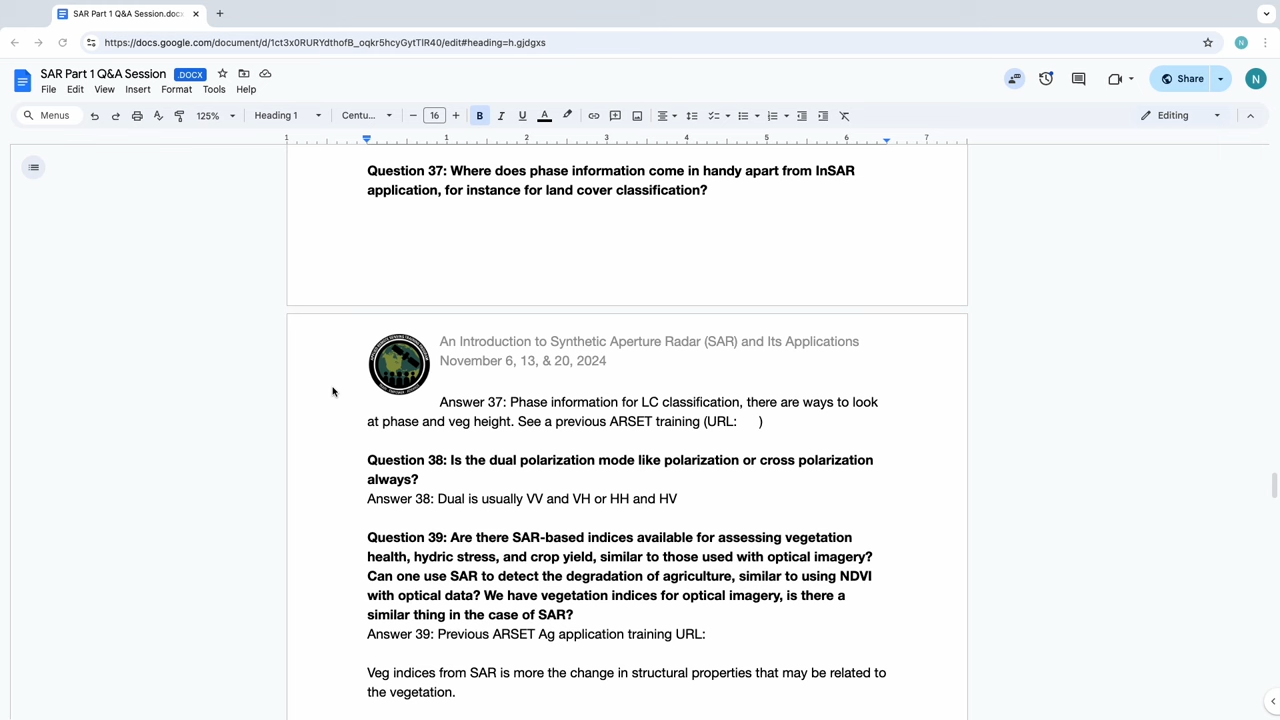 SAR Part 1 Q&A Session.docx
https://docs.google.com/document/d/1ct3x0RURYdthofB_oqkr5hcyGytTlR40/edit#heading=h.gjdgxs
N
SAR Part 1 Q&A Session .DOCX
File Edit View Insert Format Tools Help
Share
N
Menus 125% Heading 1 Centu... 16 B I U A Editing
1 1 2 3 4 5 6 7
Question 37: Where does phase information come in handy apart from InSAR
application, for instance for land cover classification?
An Introduction to Synthetic Aperture Radar (SAR) and Its Applications
November 6, 13, & 20, 2024
Answer 37: Phase information for LC classification, there are ways to look
at phase and veg height. See a previous ARSET training (URL: )
Question 38: Is the dual polarization mode like polarization or cross polarization
always?
Answer 38: Dual is usually VV and VH or HH and HV
Question 39: Are there SAR-based indices available for assessing vegetation
health, hydric stress, and crop yield, similar to those used with optical imagery?
Can one use SAR to detect the degradation of agriculture, similar to using NDVI
with optical data? We have vegetation indices for optical imagery, is there a
similar thing in the case of SAR?
Answer 39: Previous ARSET Ag application training URL:
Veg indices from SAR is more the change in structural properties that may be related to
the vegetation.